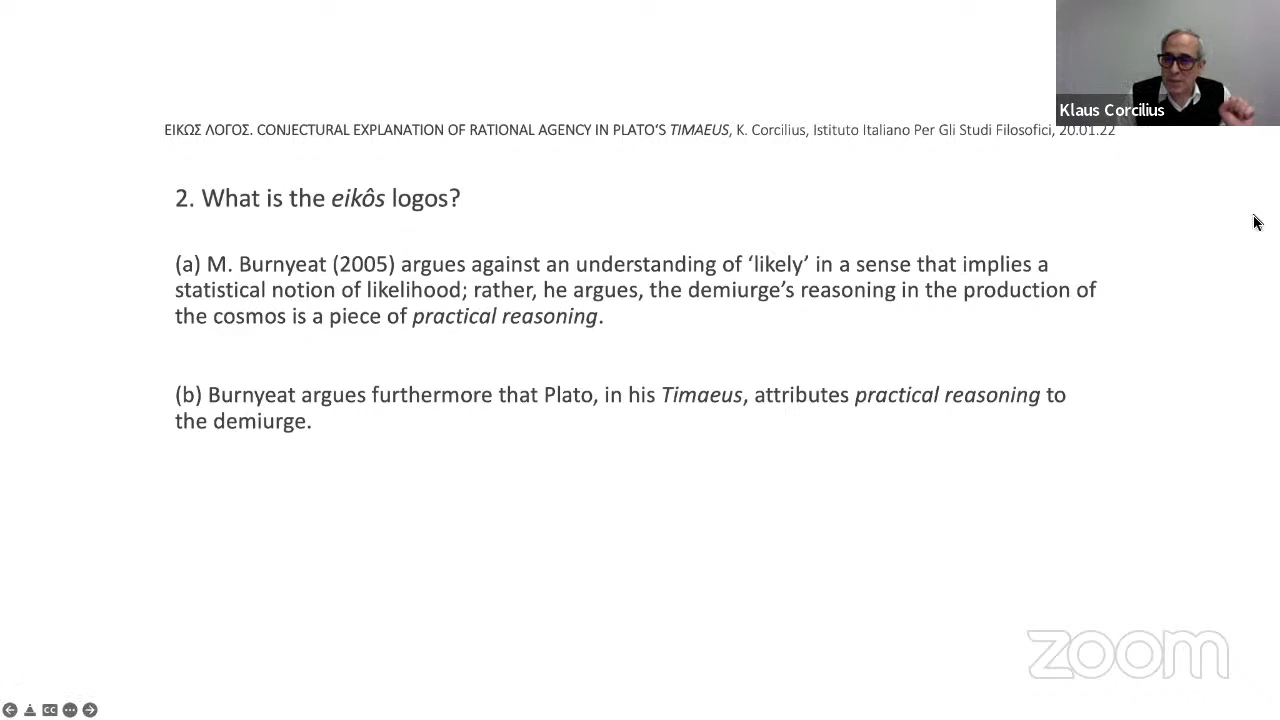 Klaus Corcilius
ΕΙΚΩΣ ΛΟΓΟΣ. CONJECTURAL EXPLANATION OF RATIONAL AGENCY IN PLATO'S TIMAEUS, K. Corcilius, Istituto Italiano Per Gli Studi Filosofici, 20.01.22
2. What is the eikôs logos?
(a) M. Burnyeat (2005) argues against an understanding of ‘likely’ in a sense that implies a
statistical notion of likelihood; rather, he argues, the demiurge’s reasoning in the production of
the cosmos is a piece of practical reasoning.
(b) Burnyeat argues furthermore that Plato, in his Timaeus, attributes practical reasoning to
the demiurge.
zoom
CC